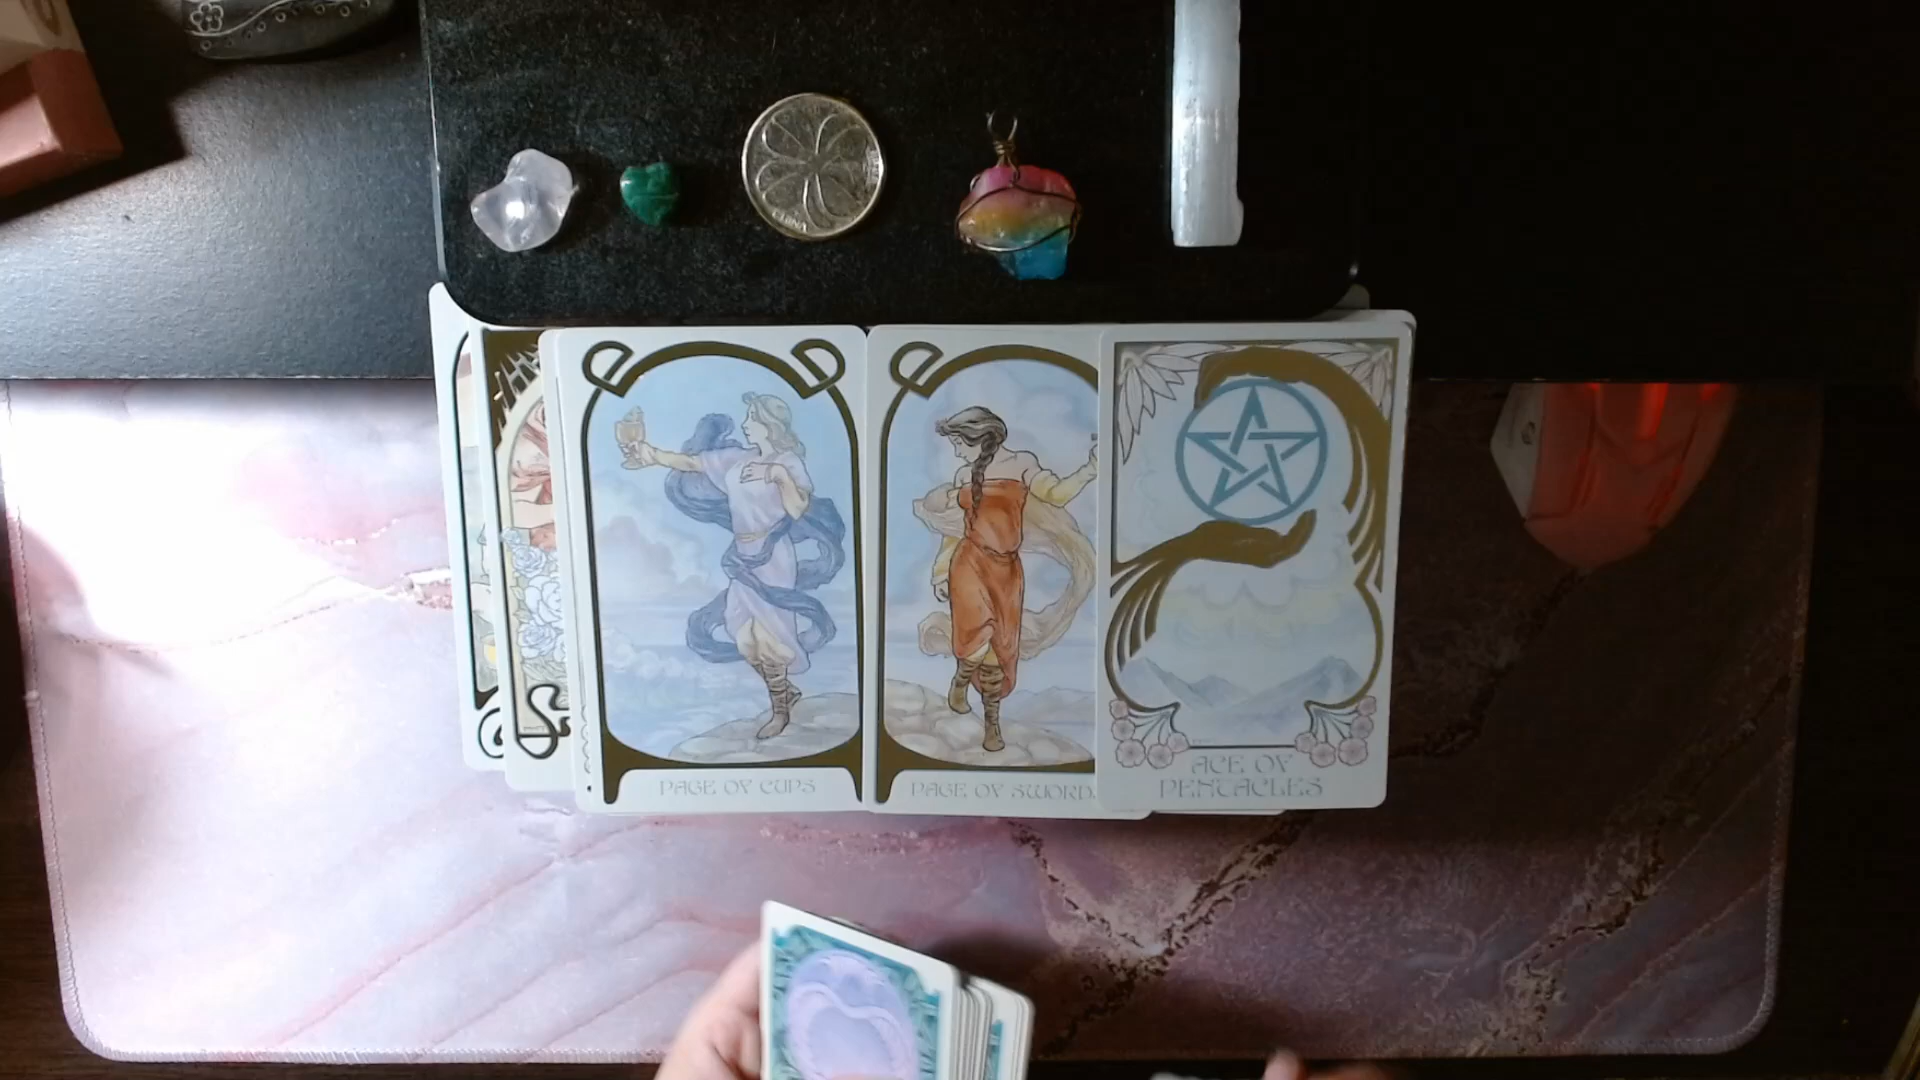 PAGE OF CUPS
PAGE OF SWORDS
ACE OF
PENTACLES